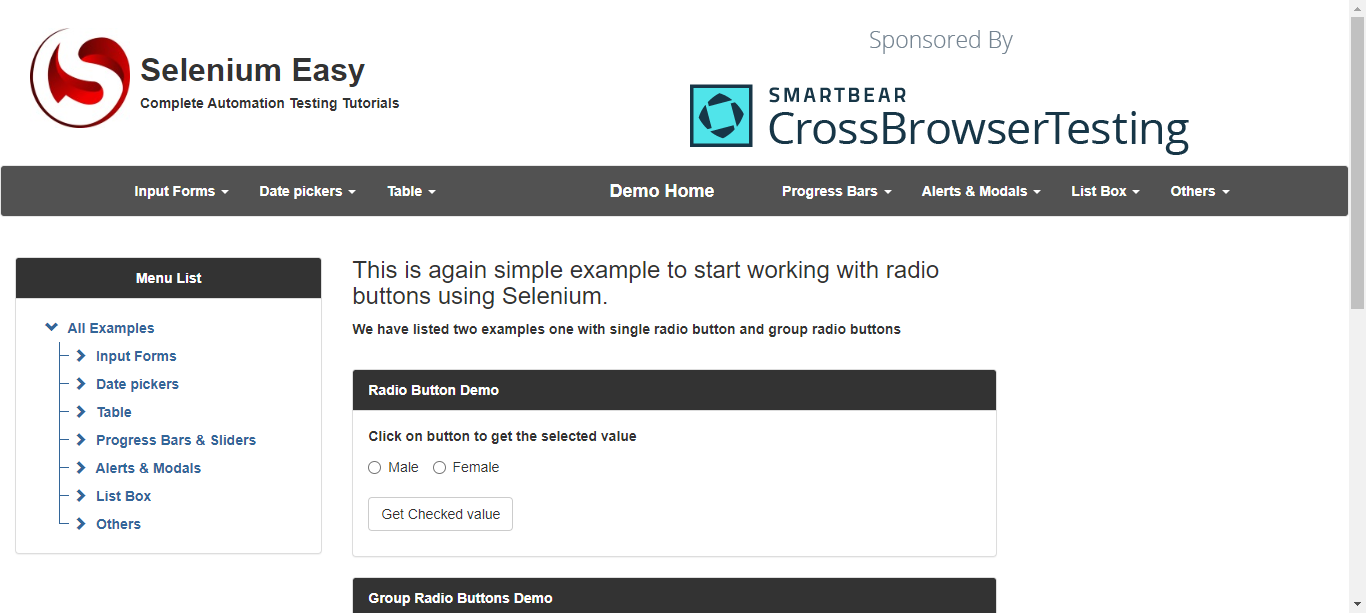 Selenium Easy
Complete Automation Testing Tutorials
Sponsored By
SMARTBEAR
CrossBrowserTesting
Input Forms Date pickers Table Demo Home Progress Bars Alerts & Modals List Box Others
Menu List
All Examples
Input Forms
Date pickers
Table
Progress Bars & Sliders
Alerts & Modals
List Box
Others
This is again simple example to start working with radio
buttons using Selenium.
We have listed two examples one with single radio button and group radio buttons
Radio Button Demo
Click on button to get the selected value
Male Female
Get Checked value
Group Radio Buttons Demo